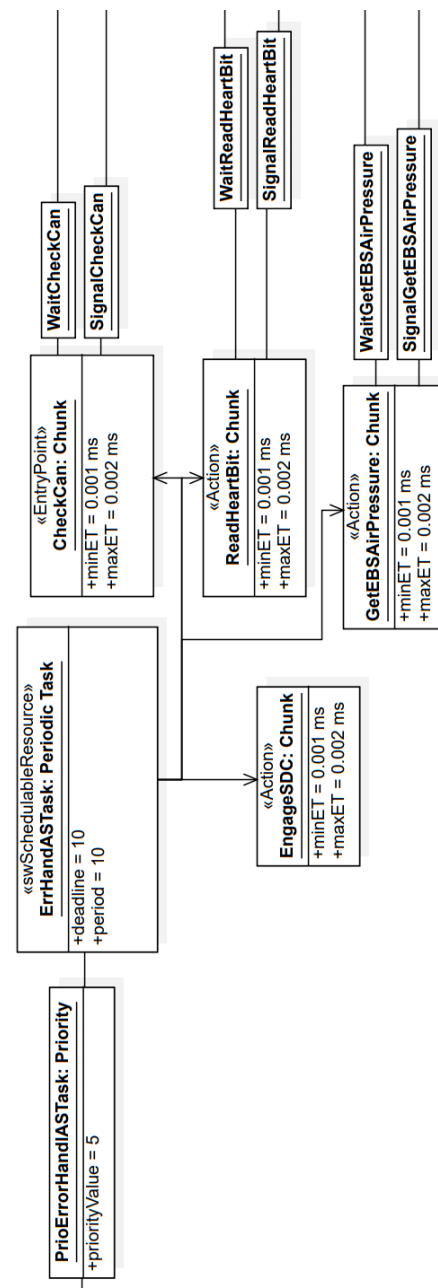 PrioErrorHandlASTask: Priority
+priorityValue = 5
«swSchedulableResource»
ErrHandASTask: Periodic Task
+deadline = 10
+period = 10
«EntryPoint»
CheckCan: Chunk
+minET = 0.001 ms
+maxET = 0.002 ms
WaitCheckCan
SignalCheckCan
«Action»
ReadHeartBit: Chunk
+minET = 0.001 ms
+maxET = 0.002 ms
WaitReadHeartBit
SignalReadHeartBit
«Action»
EngageSDC: Chunk
+minET = 0.001 ms
+maxET = 0.002 ms
«Action»
GetEBSAirPressure: Chunk
+minET = 0.001 ms
+maxET = 0.002 ms
WaitGetEBSAirPressure
SignalGetEBSAirPressure